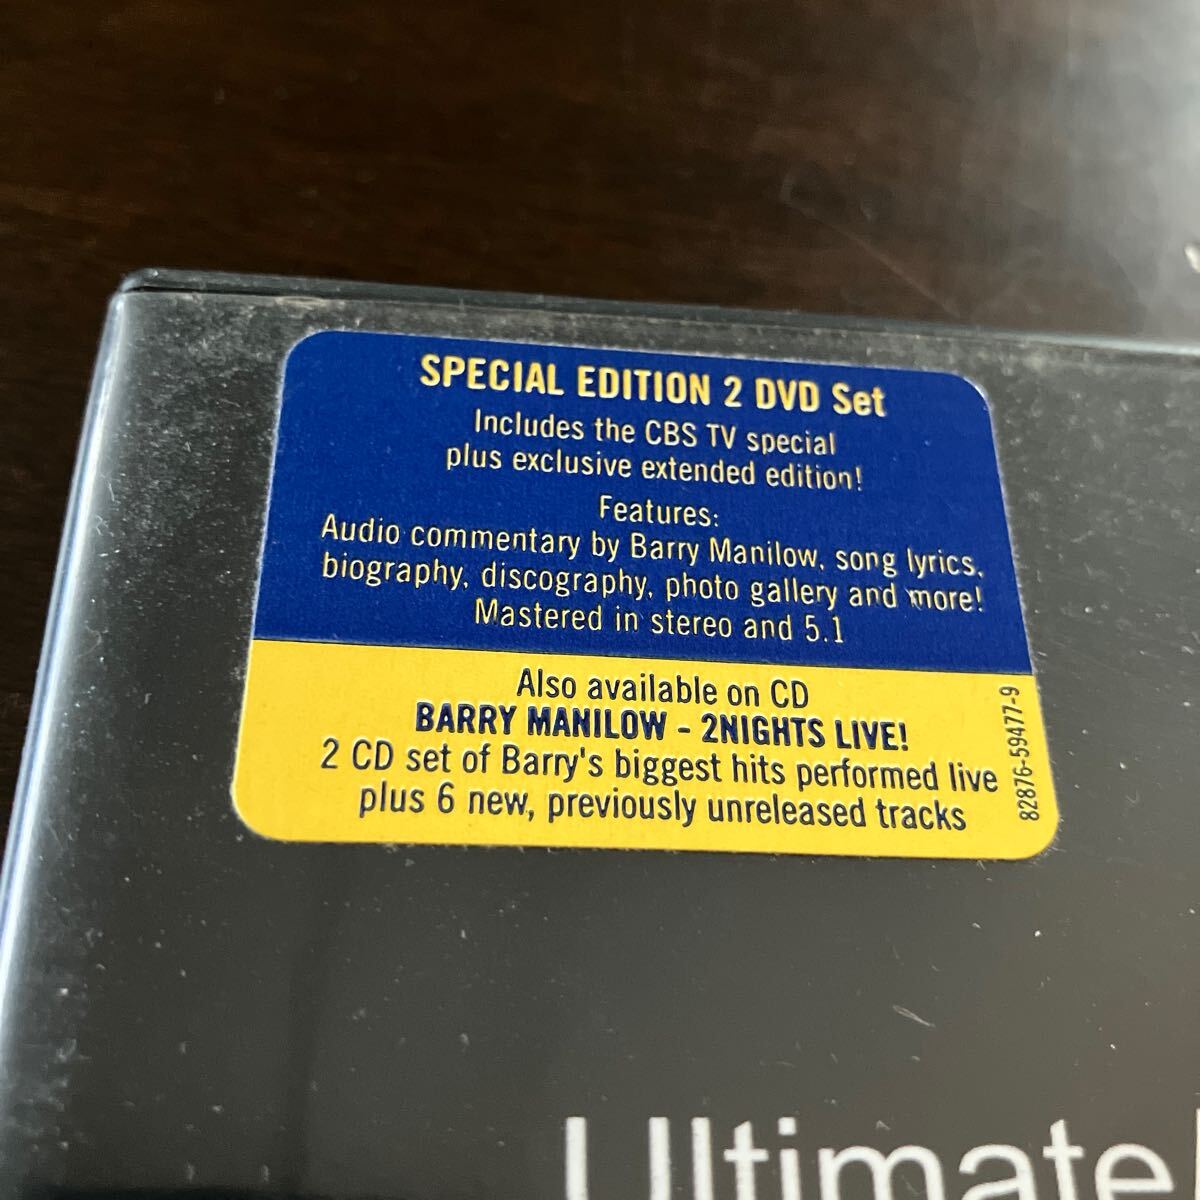 SPECIAL EDITION 2 DVD Set
Includes the CBS TV special
plus exclusive extended edition!
Features:
Audio commentary by Barry Manilow, song lyrics,
biography, discography, photo gallery and more!
Mastered in stereo and 5.1
Also available on CD
BARRY MANILOW - 2NIGHTS LIVE!
2 CD set of Barry's biggest hits performed live
plus 6 new, previously unreleased tracks
82876-59477-9
Ultimate